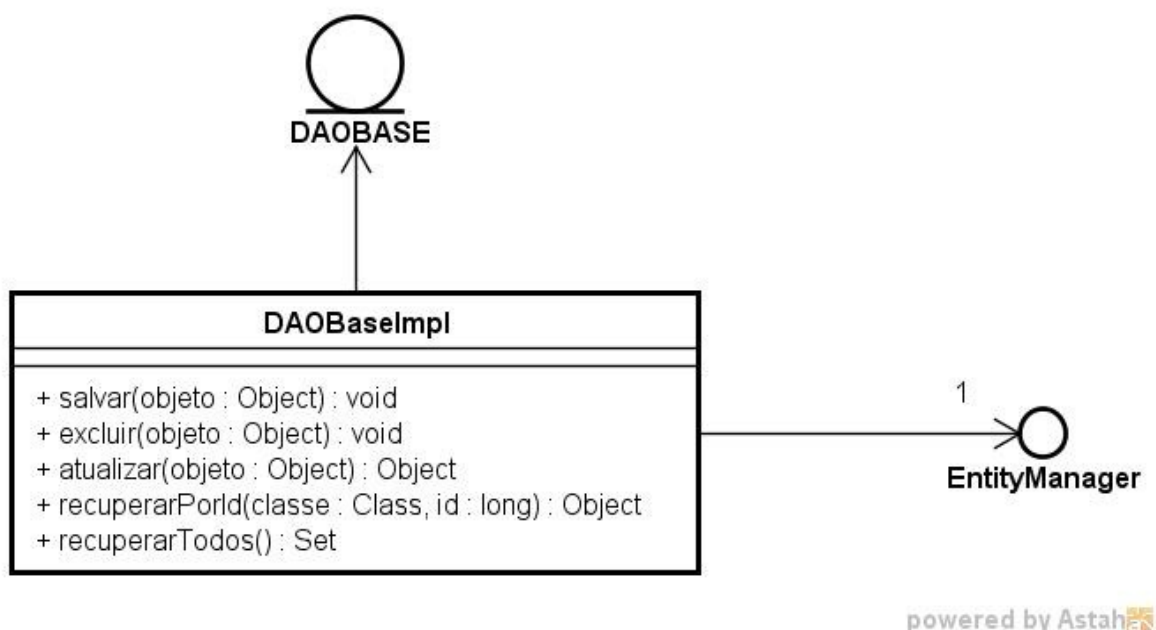 DAOBASE
DAOBaseImpl
+ salvar(objeto : Object) : void
+ excluir(objeto : Object) : void
+ atualizar(objeto : Object) : Object
+ recuperarPorId(classe : Class, id : long) : Object
+ recuperarTodos() : Set
1
EntityManager
powered by Astah